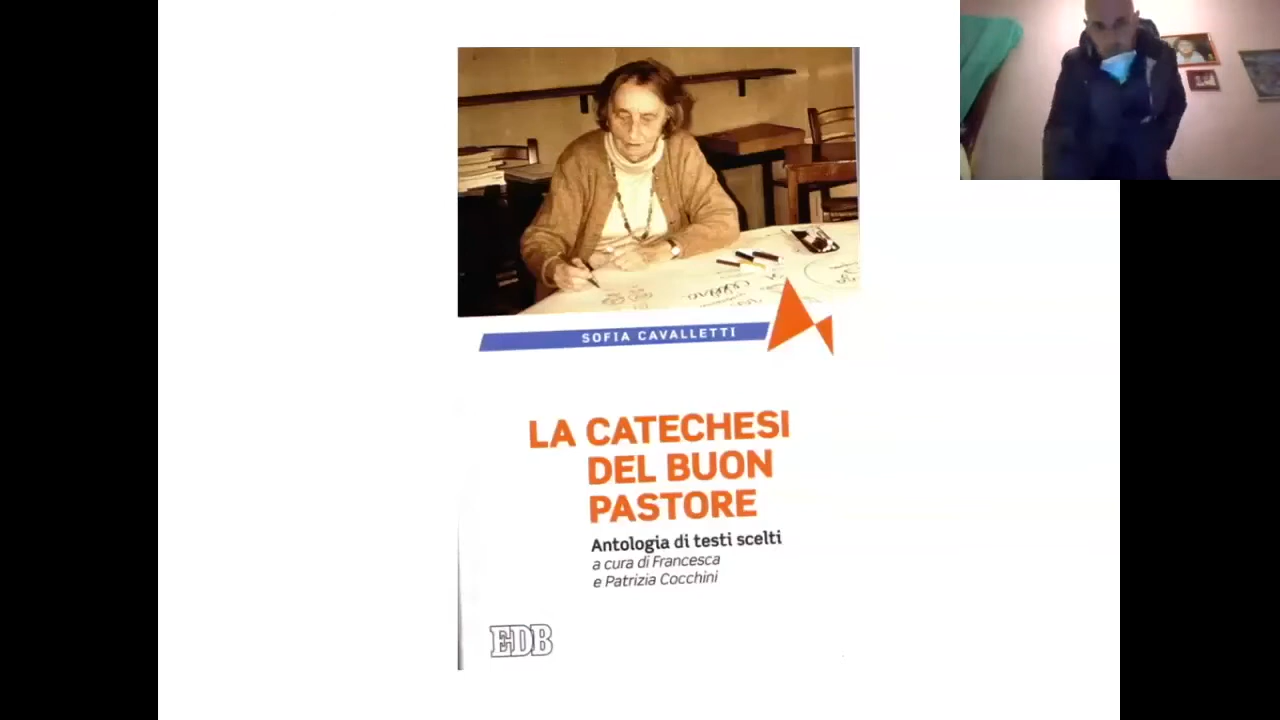 SOFIA CAVALLETTI
LA CATECHESI
DEL BUON
PASTORE
Antologia di testi scelti
a cura di Francesca
e Patrizia Cocchini
EDB